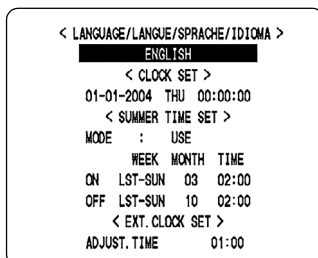 < LANGUAGE/LANGUE/SPRACHE/IDIOMA >
ENGLISH
< CLOCK SET >
01-01-2004 THU 00:00:00
< SUMMER TIME SET >
MODE : USE
WEEK MONTH TIME
ON LST-SUN 03 02:00
OFF LST-SUN 10 02:00
< EXT.CLOCK SET >
ADJUST.TIME 01:00